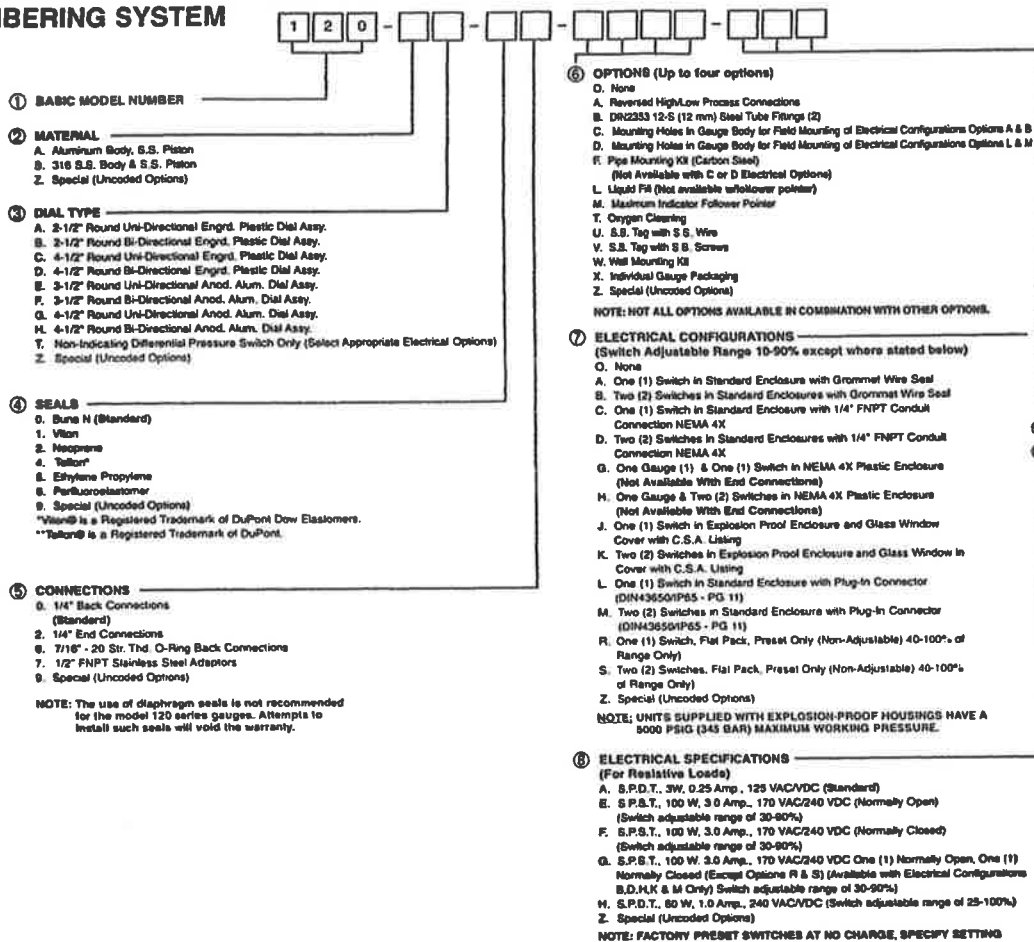 IBERING SYSTEM
1 2 0 - - - -
① BASIC MODEL NUMBER
② MATERIAL
A. Aluminum Body, S.S. Piston
B. 316 S.S. Body & S.S. Piston
Z. Special (Uncoded Options)
③ DIAL TYPE
A. 2-1/2" Round Uni-Directional Engrd. Plastic Dial Assy.
B. 2-1/2" Round Bi-Directional Engrd. Plastic Dial Assy.
C. 4-1/2" Round Uni-Directional Engrd. Plastic Dial Assy.
D. 4-1/2" Round Bi-Directional Engrd. Plastic Dial Assy.
E. 3-1/2" Round Uni-Directional Anod. Alum. Dial Assy.
F. 3-1/2" Round Bi-Directional Anod. Alum. Dial Assy.
G. 4-1/2" Round Uni-Directional Anod. Alum. Dial Assy.
H. 4-1/2" Round Bi-Directional Anod. Alum. Dial Assy.
T. Non-Indicating Differential Pressure Switch Only (Select Appropriate Electrical Options)
Z. Special (Uncoded Options)
④ SEALS
0. Buna N (Standard)
1. Viton
2. Neoprene
4. Teflon*
5. Ethylene Propylene
8. Perfluoroelastomer
9. Special (Uncoded Options)
*Viton® is a Registered Trademark of DuPont Dow Elastomers.
**Teflon® is a Registered Trademark of DuPont.
⑤ CONNECTIONS
0. 1/4" Back Connections
(Standard)
2. 1/4" End Connections
6. 7/16" - 20 Str. Thd. O-Ring Back Connections
7. 1/2" FNPT Stainless Steel Adaptors
9. Special (Uncoded Options)
NOTE: The use of diaphragm seals is not recommended
for the model 120 series gauges. Attempts to
install such seals will void the warranty.
⑥ OPTIONS (Up to four options)
O. None
A. Reversed High/Low Process Connections
B. DIN2353 12-S (12 mm) Steel Tube Fittings (2)
C. Mounting Holes in Gauge Body for Field Mounting of Electrical Configurations Options A & B
D. Mounting Holes in Gauge Body for Field Mounting of Electrical Configurations Options L & M
F. Pipe Mounting Kit (Carbon Steel)
(Not Available with C or D Electrical Options)
L. Liquid Fill (Not available w/follower pointer)
M. Maximum Indicator Follower Pointer
T. Oxygen Cleaning
U. S.S. Tag with S.S. Wire
V. S.S. Tag with S.S. Screws
W. Wall Mounting Kit
X. Individual Gauge Packaging
Z. Special (Uncoded Options)
NOTE: NOT ALL OPTIONS AVAILABLE IN COMBINATION WITH OTHER OPTIONS.
⑦ ELECTRICAL CONFIGURATIONS
(Switch Adjustable Range 10-90% except where stated below)
O. None
A. One (1) Switch in Standard Enclosure with Grommet Wire Seal
B. Two (2) Switches in Standard Enclosures with Grommet Wire Seal
C. One (1) Switch in Standard Enclosure with 1/4" FNPT Conduit
Connection NEMA 4X
D. Two (2) Switches in Standard Enclosures with 1/4" FNPT Conduit
Connection NEMA 4X
G. One Gauge (1) & One (1) Switch in NEMA 4X Plastic Enclosure
(Not Available With End Connections)
H. One Gauge & Two (2) Switches in NEMA 4X Plastic Enclosure
(Not Available With End Connections)
J. One (1) Switch in Explosion Proof Enclosure and Glass Window
Cover with C.S.A. Listing
K. Two (2) Switches in Explosion Proof Enclosure and Glass Window in
Cover with C.S.A. Listing
L. One (1) Switch in Standard Enclosure with Plug-In Connector
(DIN43650/IP65 - PG 11)
M. Two (2) Switches in Standard Enclosure with Plug-In Connector
(DIN43650/IP65 - PG 11)
R. One (1) Switch, Flat Pack, Preset Only (Non-Adjustable) 40-100% of
Range Only)
S. Two (2) Switches. Flat Pack, Preset Only (Non-Adjustable) 40-100%
of Range Only)
Z. Special (Uncoded Options)
NOTE: UNITS SUPPLIED WITH EXPLOSION-PROOF HOUSINGS HAVE A
5000 PSIG (345 BAR) MAXIMUM WORKING PRESSURE.
⑧ ELECTRICAL SPECIFICATIONS
(For Resistive Loads)
A. S.P.D.T., 3W, 0.25 Amp., 125 VAC/VDC (Standard)
E. S.P.S.T., 100 W, 3.0 Amp., 170 VAC/240 VDC (Normally Open)
(Switch adjustable range of 30-90%)
F. S.P.S.T., 100 W, 3.0 Amp., 170 VAC/240 VDC (Normally Closed)
(Switch adjustable range of 30-90%)
G. S.P.S.T., 100 W. 3.0 Amp., 170 VAC/240 VDC One (1) Normally Open, One (1)
Normally Closed (Except Options R & S) (Available with Electrical Configurations
B,D,H,K & M Only) Switch adjustable range of 30-90%)
H. S.P.D.T., 60 W, 1.0 Amp., 240 VAC/VDC (Switch adjustable range of 25-100%)
Z. Special (Uncoded Options)
NOTE: FACTORY PRESET SWITCHES AT NO CHARGE, SPECIFY SETTING